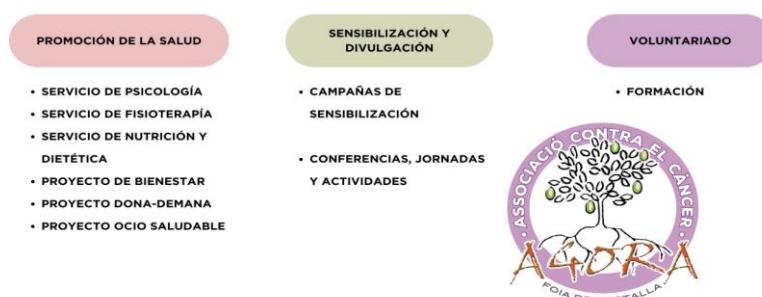 PROMOCIÓN DE LA SALUD
• SERVICIO DE PSICOLOGÍA
• SERVICIO DE FISIOTERAPÍA
• SERVICIO DE NUTRICIÓN Y
DIETÉTICA
• PROYECTO DE BIENESTAR
• PROYECTO DONA-DEMANA
• PROYECTO OCIO SALUDABLE
SENSIBILIZACIÓN Y
DIVULGACIÓN
• CAMPAÑAS DE
SENSIBILIZACIÓN
• CONFERENCIAS, JORNADAS
Y ACTIVIDADES
VOLUNTARIADO
• FORMACIÓN
• ASSOCIACIÓ CONTRA EL CÀNCER •
AGORA
FOIA